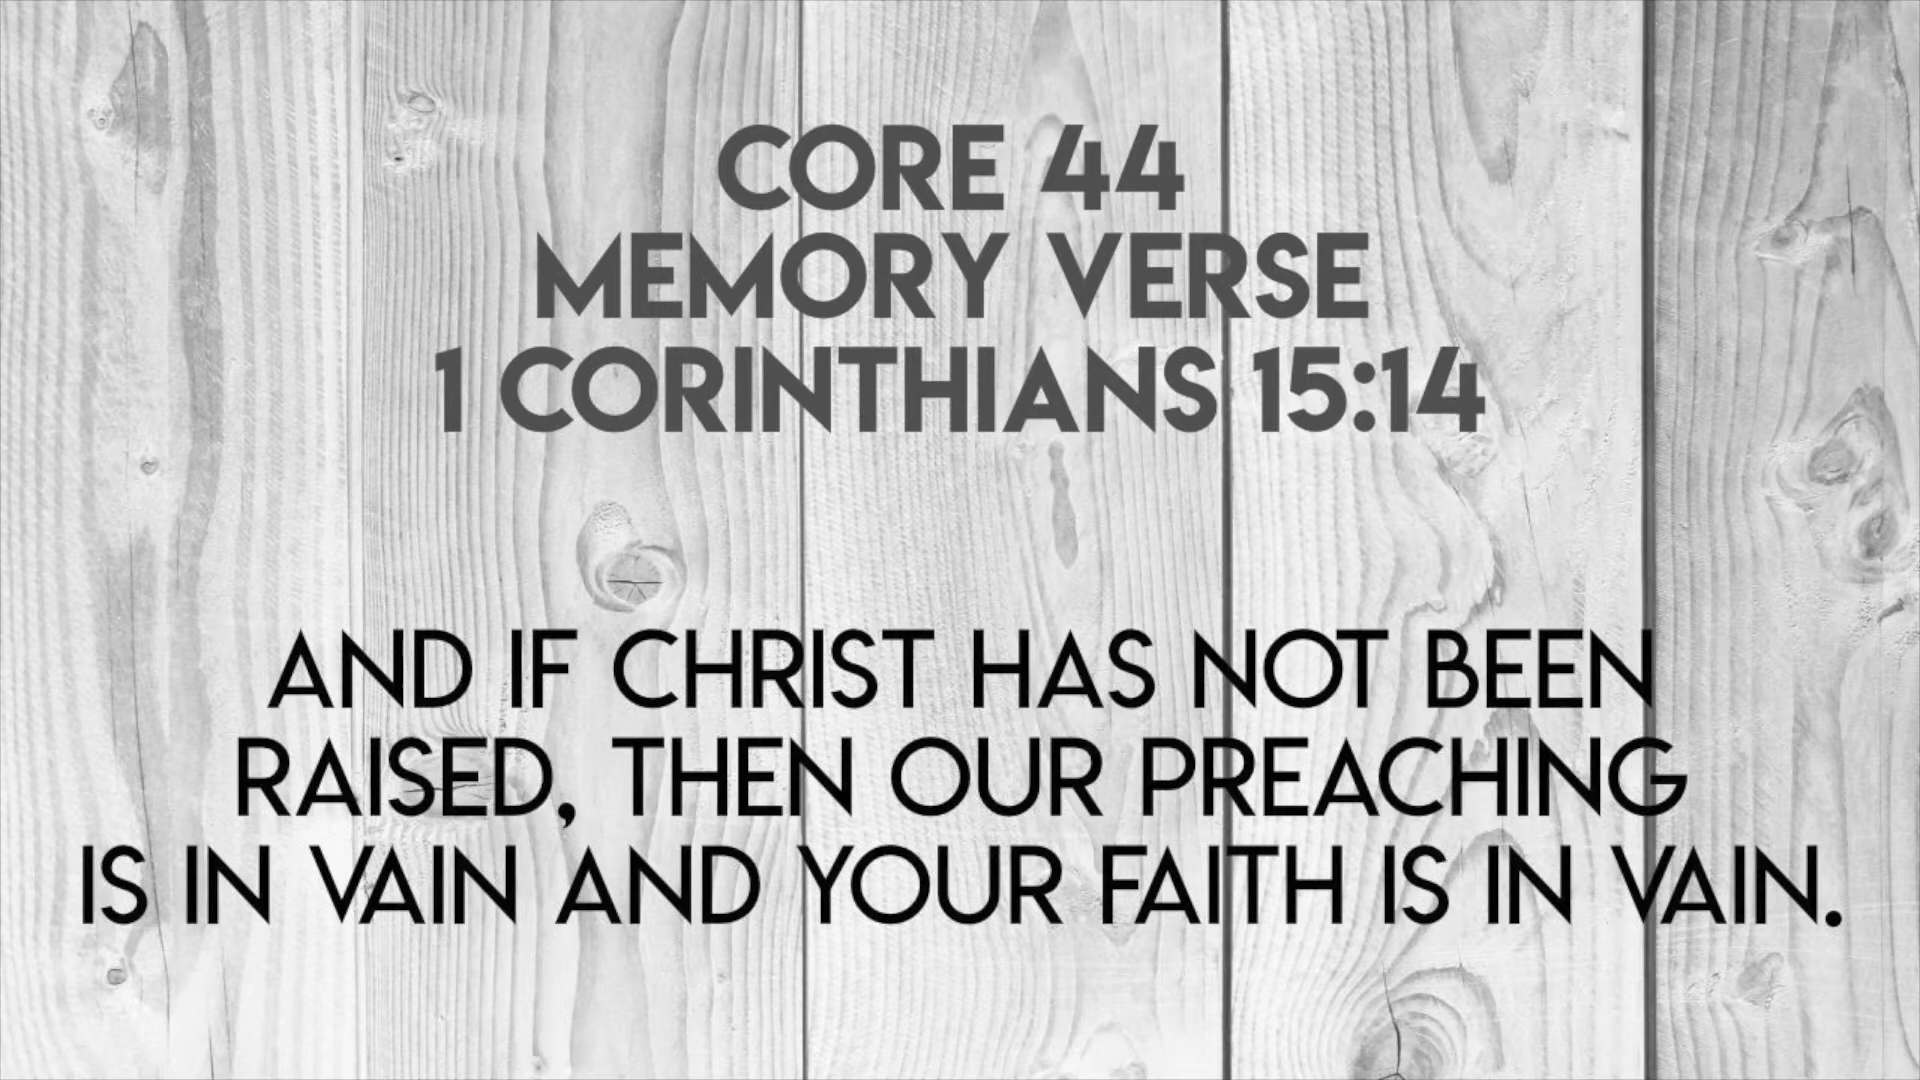 CORE 44
MEMORY VERSE
1 CORINTHIANS 15:14
AND IF CHRIST HAS NOT BEEN
RAISED, THEN OUR PREACHING
IS IN VAIN AND YOUR FAITH IS IN VAIN.